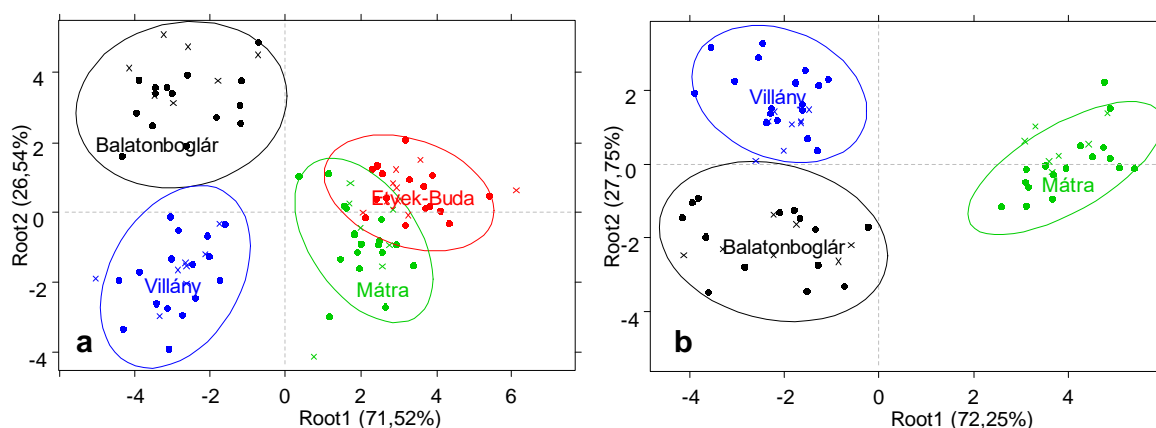 Root2 (26,54%)
4
2
0
-2
-4
Balatonboglár
Etyek-Buda
Villány
Mátra
a
-6
-4
-2
0
2
4
6
Root1 (71,52%)
Root2 (27,75%)
2
0
-2
-4
Villány
Mátra
Balatonboglár
b
-4
-2
0
2
4
Root1 (72,25%)